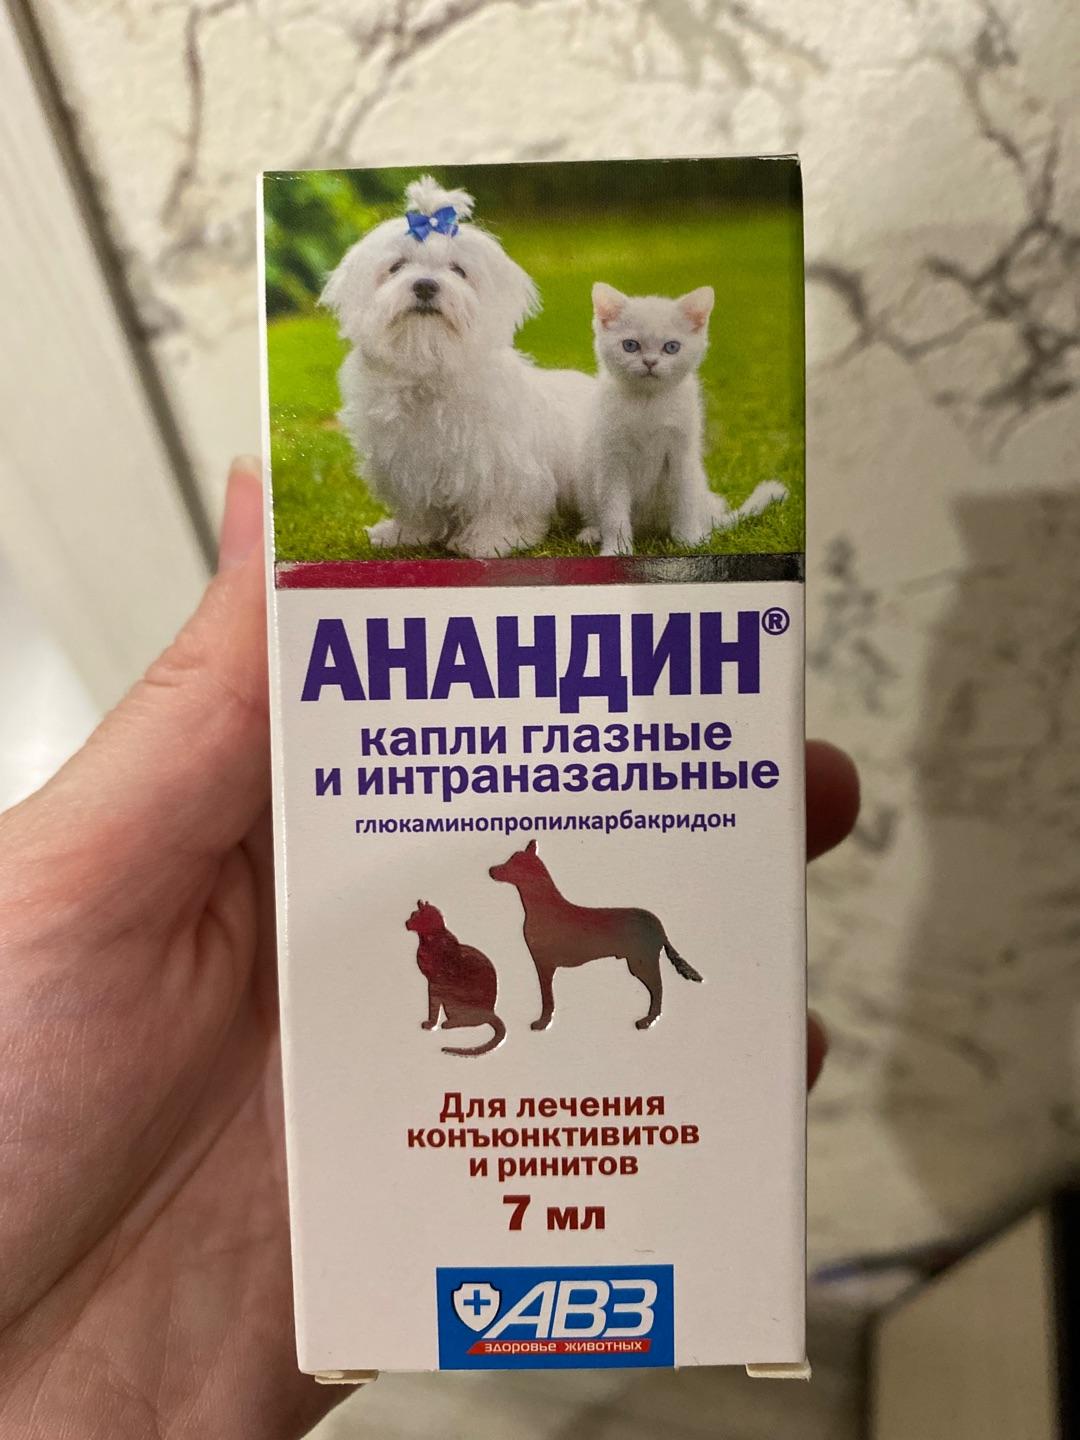 АНАНДИН®
капли глазные
и интраназальные
глюкаминопропилкарбакридон
Для лечения
конъюнктивитов
и ринитов
7 мл
АВЗ
ЗДОРОВЬЕ ЖИВОТНЫХ